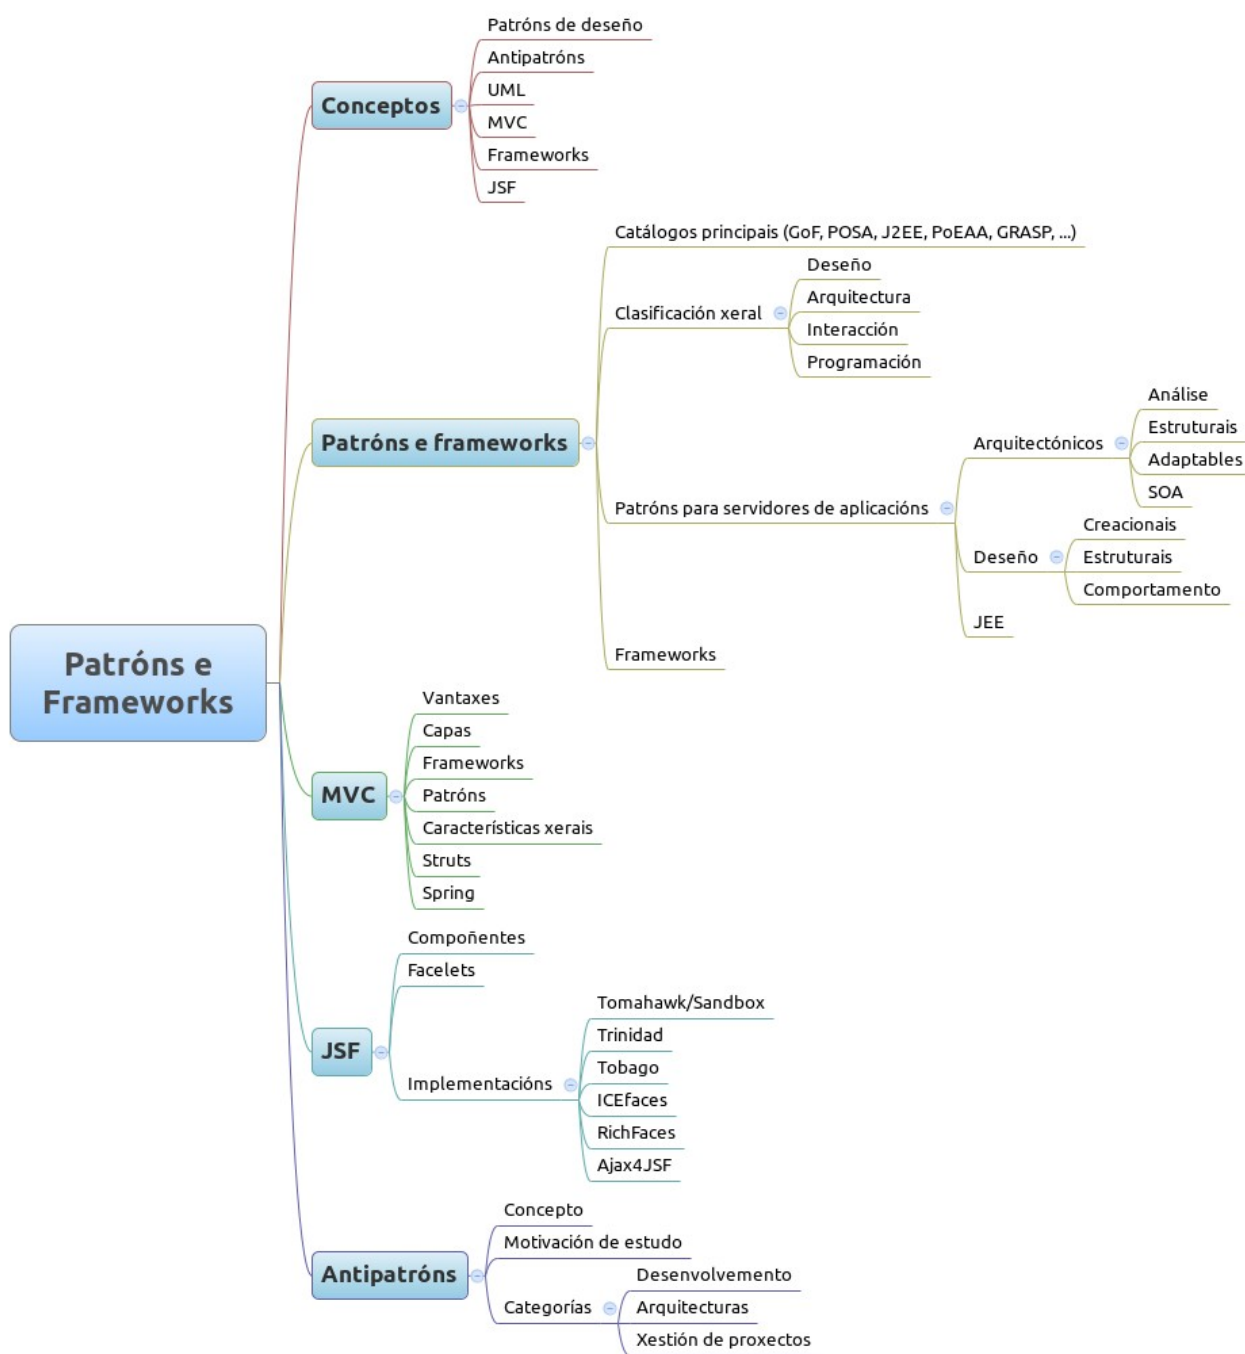 Patróns de deseño
Antipatróns
UML
Conceptos
MVC
Frameworks
JSF
Catálogos principais (GoF, POSA, J2EE, PoEAA, GRASP, ...)
Deseño
Arquitectura
Clasificación xeral
Interacción
Programación
Patróns e frameworks
Análise
Estruturais
Arquitectónicos
Adaptables
SOA
Patróns para servidores de aplicacións
Creacionais
Deseño
Estruturais
Comportamento
JEE
Frameworks
Patróns e
Frameworks
Vantaxes
Capas
Frameworks
MVC
Patróns
Características xerais
Struts
Spring
Compoñentes
Facelets
JSF
Tomahawk/Sandbox
Trinidad
Tobago
Implementacións
ICEfaces
RichFaces
Ajax4JSF
Concepto
Motivación de estudo
Antipatróns
Desenvolvemento
Categorías
Arquitecturas
Xestión de proxectos